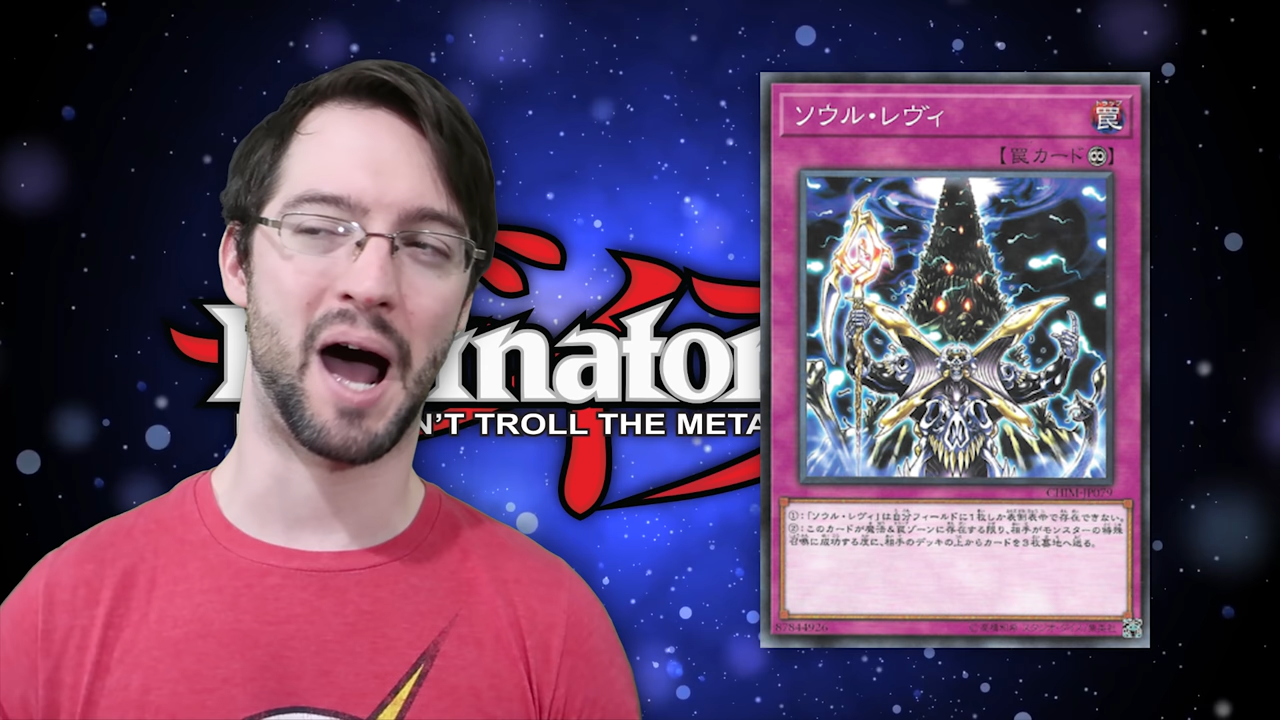 ソウル・レヴィ
トラップ
罠
【罠カード】
inator
N'T TROLL THE META
CHIM-JP079
①：「ソウル・レヴィ」は自分フィールドに１枚しか表側表示で存在できない。
②：このカードが魔法＆罠ゾーンに存在する限り、相手がモンスターの特殊
召喚に成功する度に、相手のデッキの上からカードを３枚墓地へ送る。
87844926